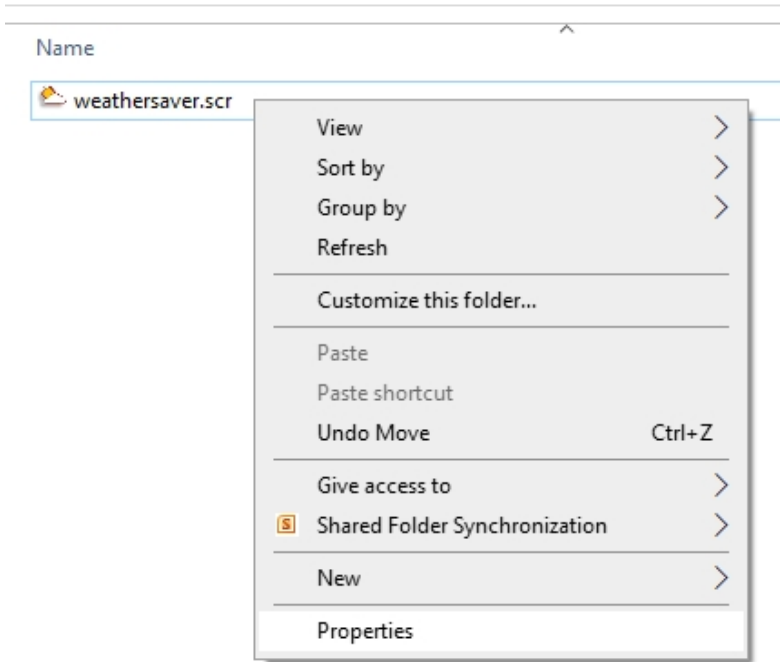 Name
weathersaver.scr
View
Sort by
Group by
Refresh
Customize this folder...
Paste
Paste shortcut
Undo Move Ctrl+Z
Give access to
S Shared Folder Synchronization
New
Properties